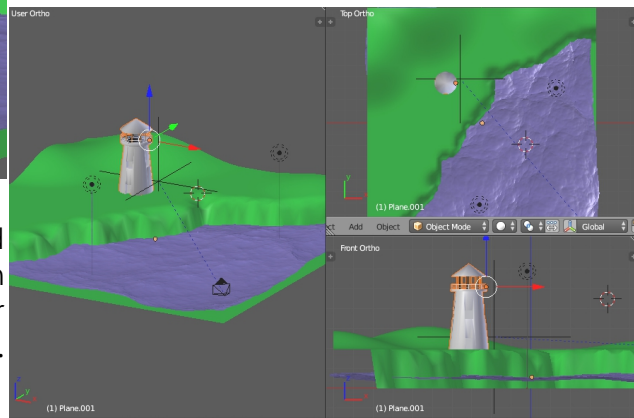 User Ortho
(1) Plane.001
Top Ortho
y
(1) Plane.001
Add Object Object Mode Global
Front Ortho
(1) Plane.001